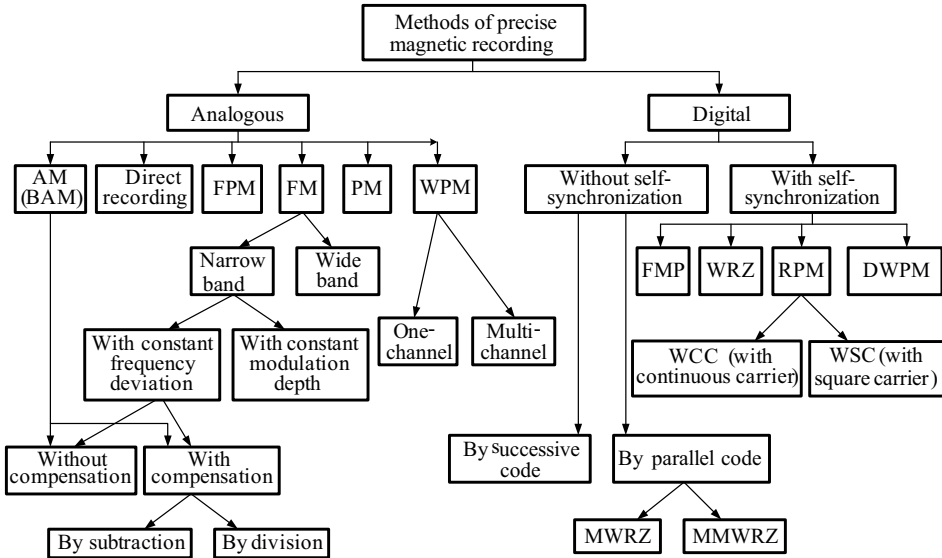 Methods of precise
magnetic recording
Analogous
Digital
AM
(BAM)
Direct
recording
FPM
FM
PM
WPM
Without self-
synchronization
With self-
synchronization
Narrow
band
Wide
band
FMP
WRZ
RPM
DWPM
With constant
frequency
deviation
With constant
modulation
depth
One-
channel
Multi-
channel
WCC (with
continuous carrier)
WSC (with
square carrier)
Without
compensation
With
compensation
By successive
code
By parallel code
By subtraction
By division
MWRZ
MMWRZ